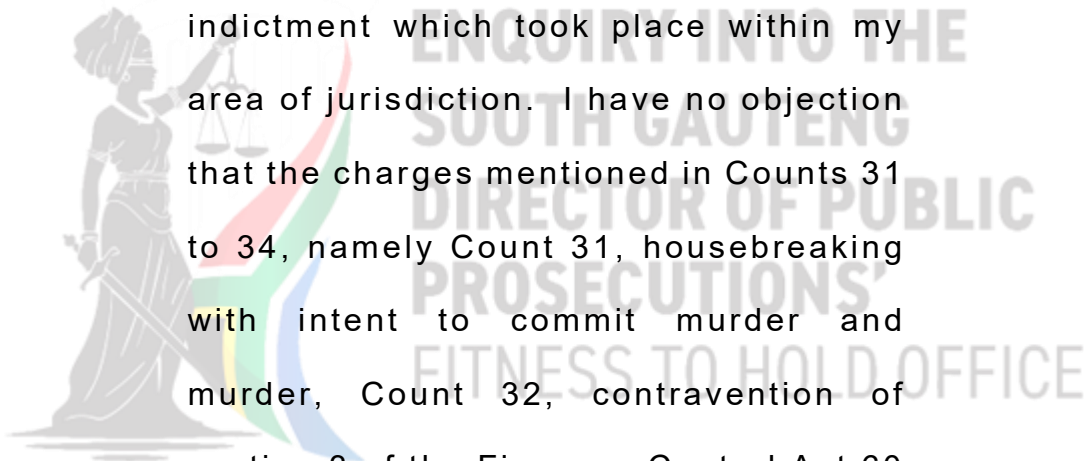 indictment which took place within my
area of jurisdiction. I have no objection
that the charges mentioned in Counts 31
to 34, namely Count 31, housebreaking
with intent to commit murder and
murder, Count 32, contravention of
of the
ENQUIRY INTO THE
SOUTH GAUTENG
DIRECTOR OF PUBLIC
PROSECUTIONS'
FITNESS TO HOLD OFFICE